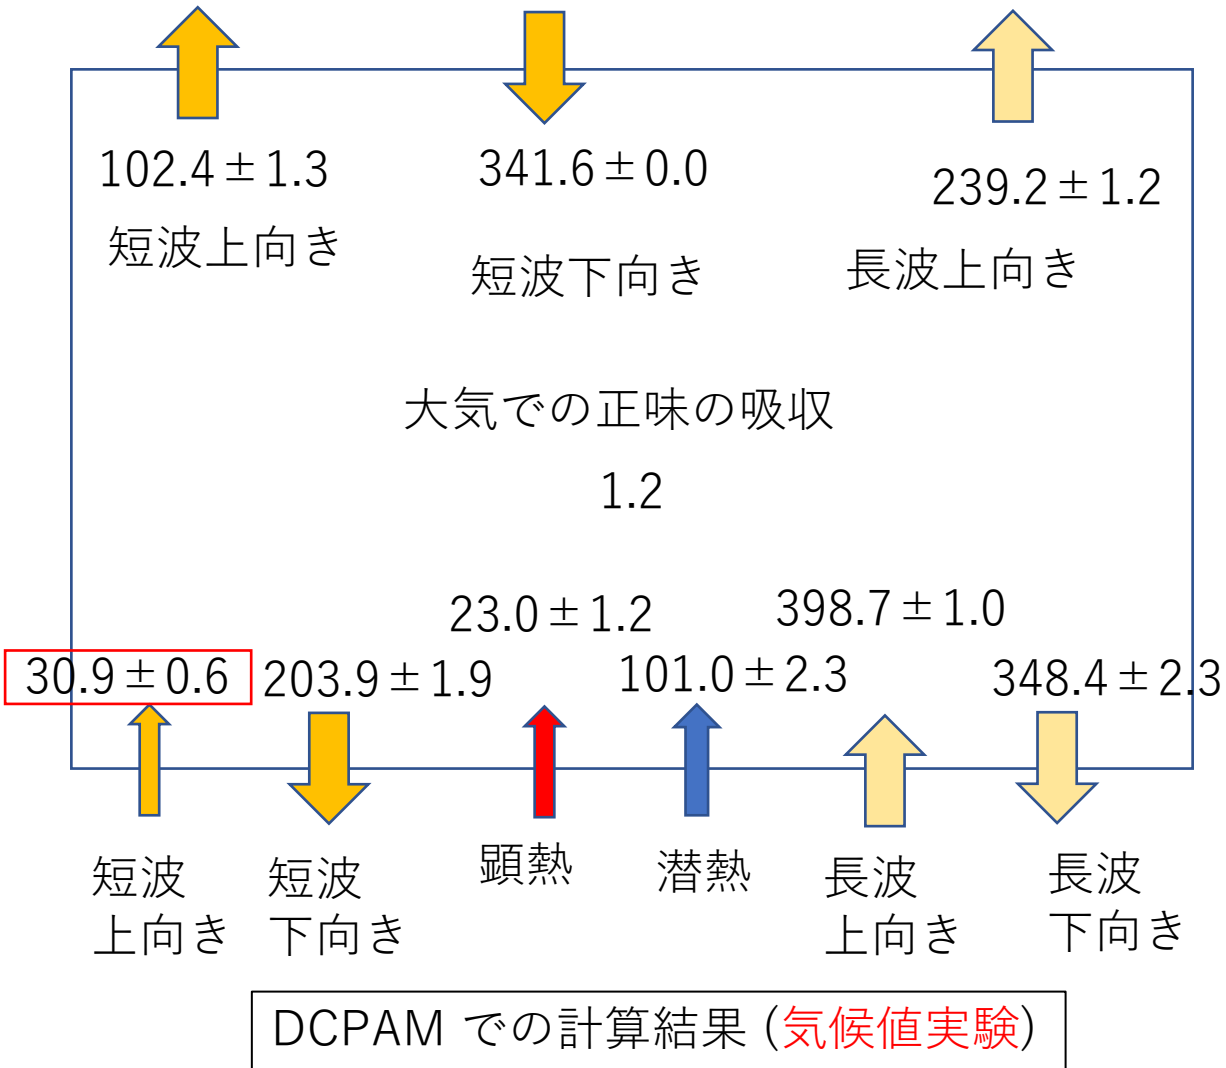 102.4±1.3
短波上向き
341.6±0.0
短波下向き
239.2±1.2
長波上向き
大気での正味の吸収
1.2
30.9±0.6
203.9±1.9
23.0±1.2
101.0±2.3
398.7±1.0
348.4±2.3
短波
上向き
短波
下向き
顕熱
潜熱
長波
上向き
長波
下向き
DCPAM での計算結果 (気候値実験)